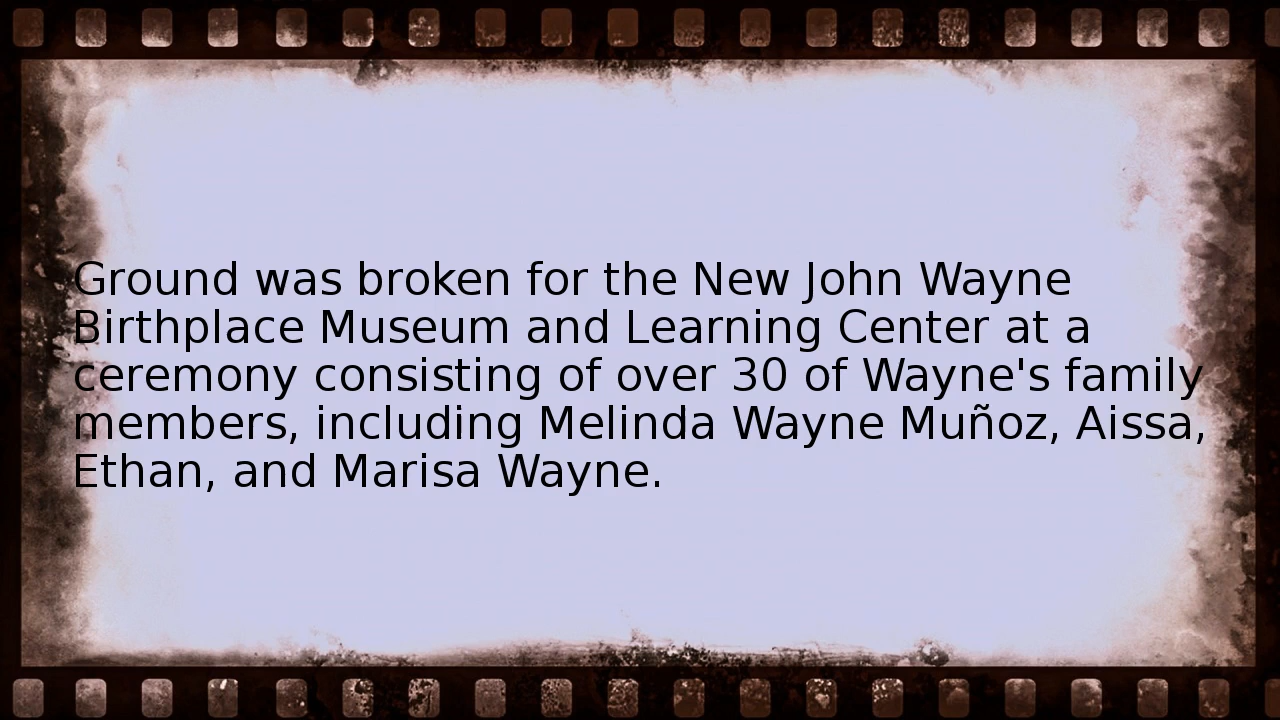 Ground was broken for the New John Wayne
Birthplace Museum and Learning Center at a
ceremony consisting of over 30 of Wayne's family
members, including Melinda Wayne Muñoz, Aissa,
Ethan, and Marisa Wayne.